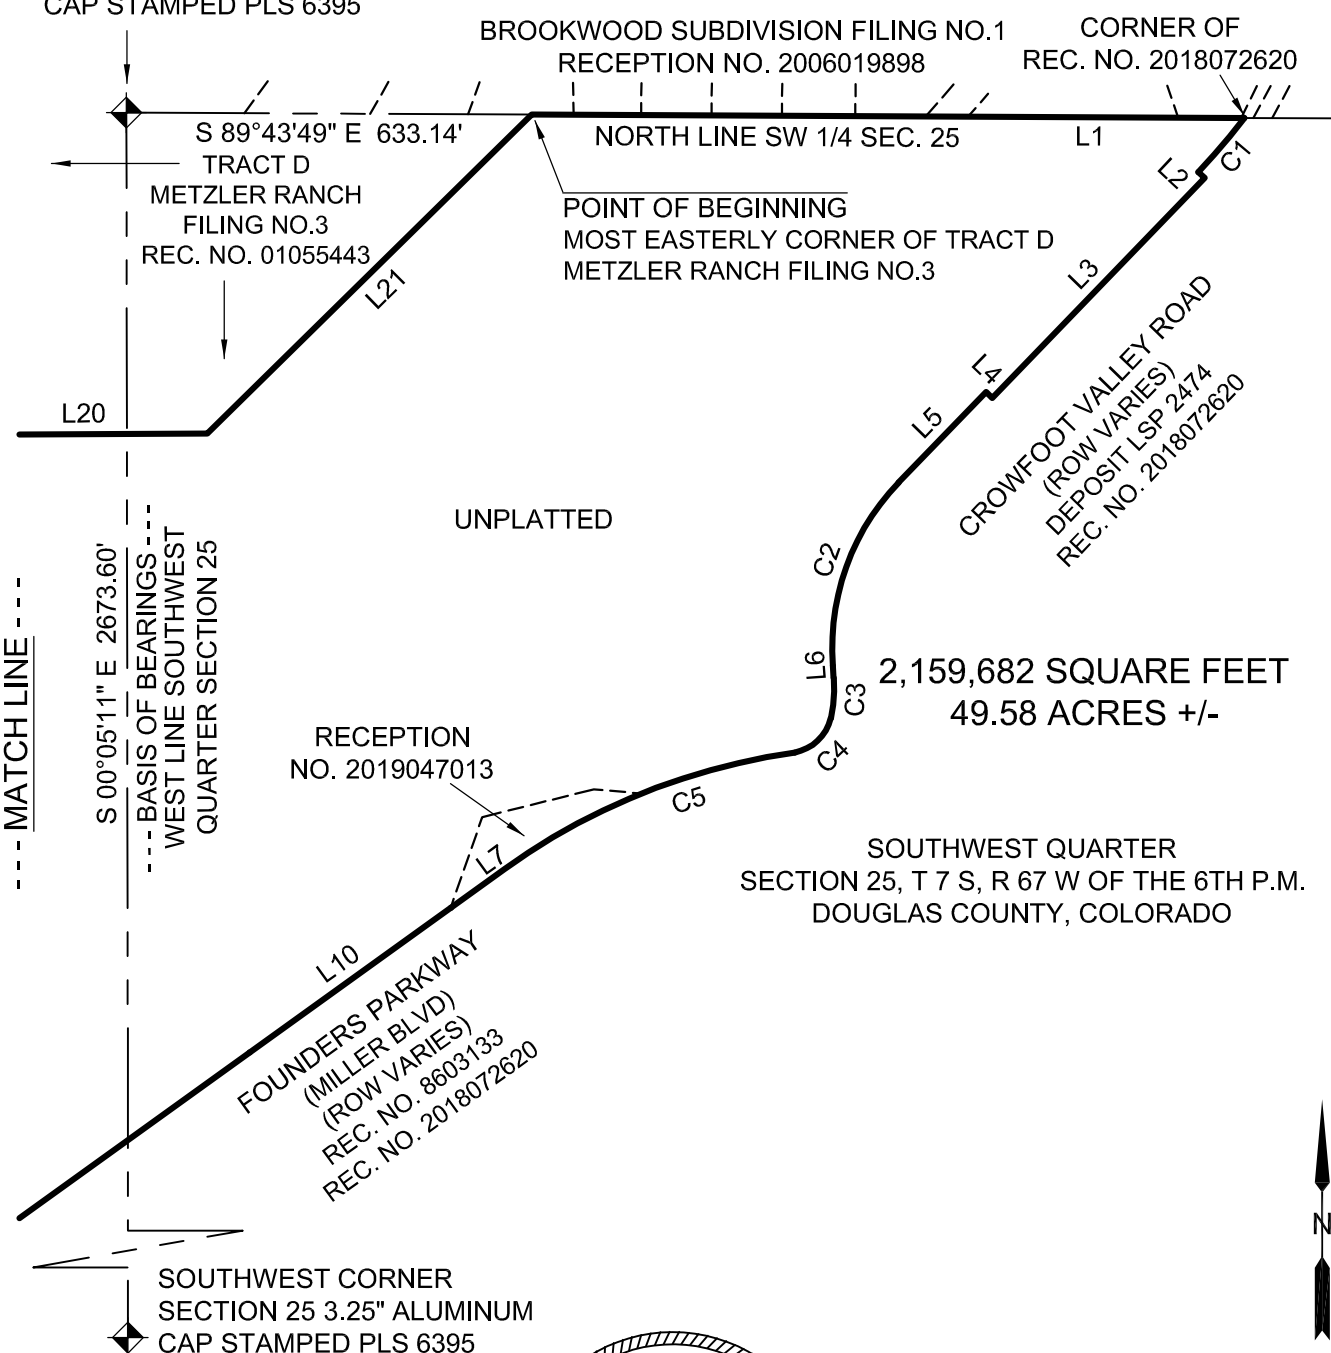 CAP STAMPED PLS 6395
BROOKWOOD SUBDIVISION FILING NO.1
RECEPTION NO. 2006019898
CORNER OF
REC. NO. 2018072620
S 89°43'49" E 633.14'
NORTH LINE SW 1/4 SEC. 25
L1
C1
L2
TRACT D
METZLER RANCH
FILING NO.3
REC. NO. 01055443
POINT OF BEGINNING
MOST EASTERLY CORNER OF TRACT D
METZLER RANCH FILING NO.3
L21
L3
L4
L5
L20
CROWFOOT VALLEY ROAD
(ROW VARIES)
DEPOSIT LSP 2474
REC. NO. 2018072620
UNPLATTED
C2
MATCH LINE
S 00°05'11" E 2673.60'
BASIS OF BEARINGS
WEST LINE SOUTHWEST
QUARTER SECTION 25
L6
C3
2,159,682 SQUARE FEET
49.58 ACRES +/-
C4
RECEPTION
NO. 2019047013
C5
L7
SOUTHWEST QUARTER
SECTION 25, T 7 S, R 67 W OF THE 6TH P.M.
DOUGLAS COUNTY, COLORADO
L10
FOUNDERS PARKWAY
(MILLER BLVD)
(ROW VARIES)
REC. NO. 8603133
REC. NO. 2018072620
N
SOUTHWEST CORNER
SECTION 25 3.25" ALUMINUM
CAP STAMPED PLS 6395